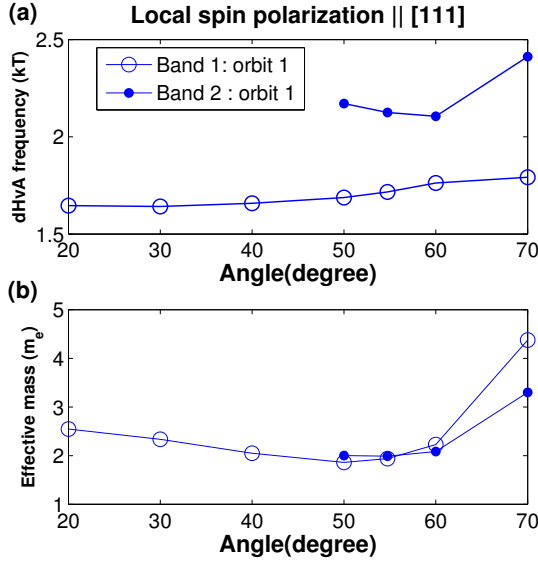 (a)
Local spin polarization || [111]
dHvA frequency (kT)
2.5
2
1.5
Band 1: orbit 1
Band 2 : orbit 1
20 30 40 50 60 70
Angle(degree)
(b)
Effective mass (me)
5
4
3
2
1
20 30 40 50 60 70
Angle(degree)